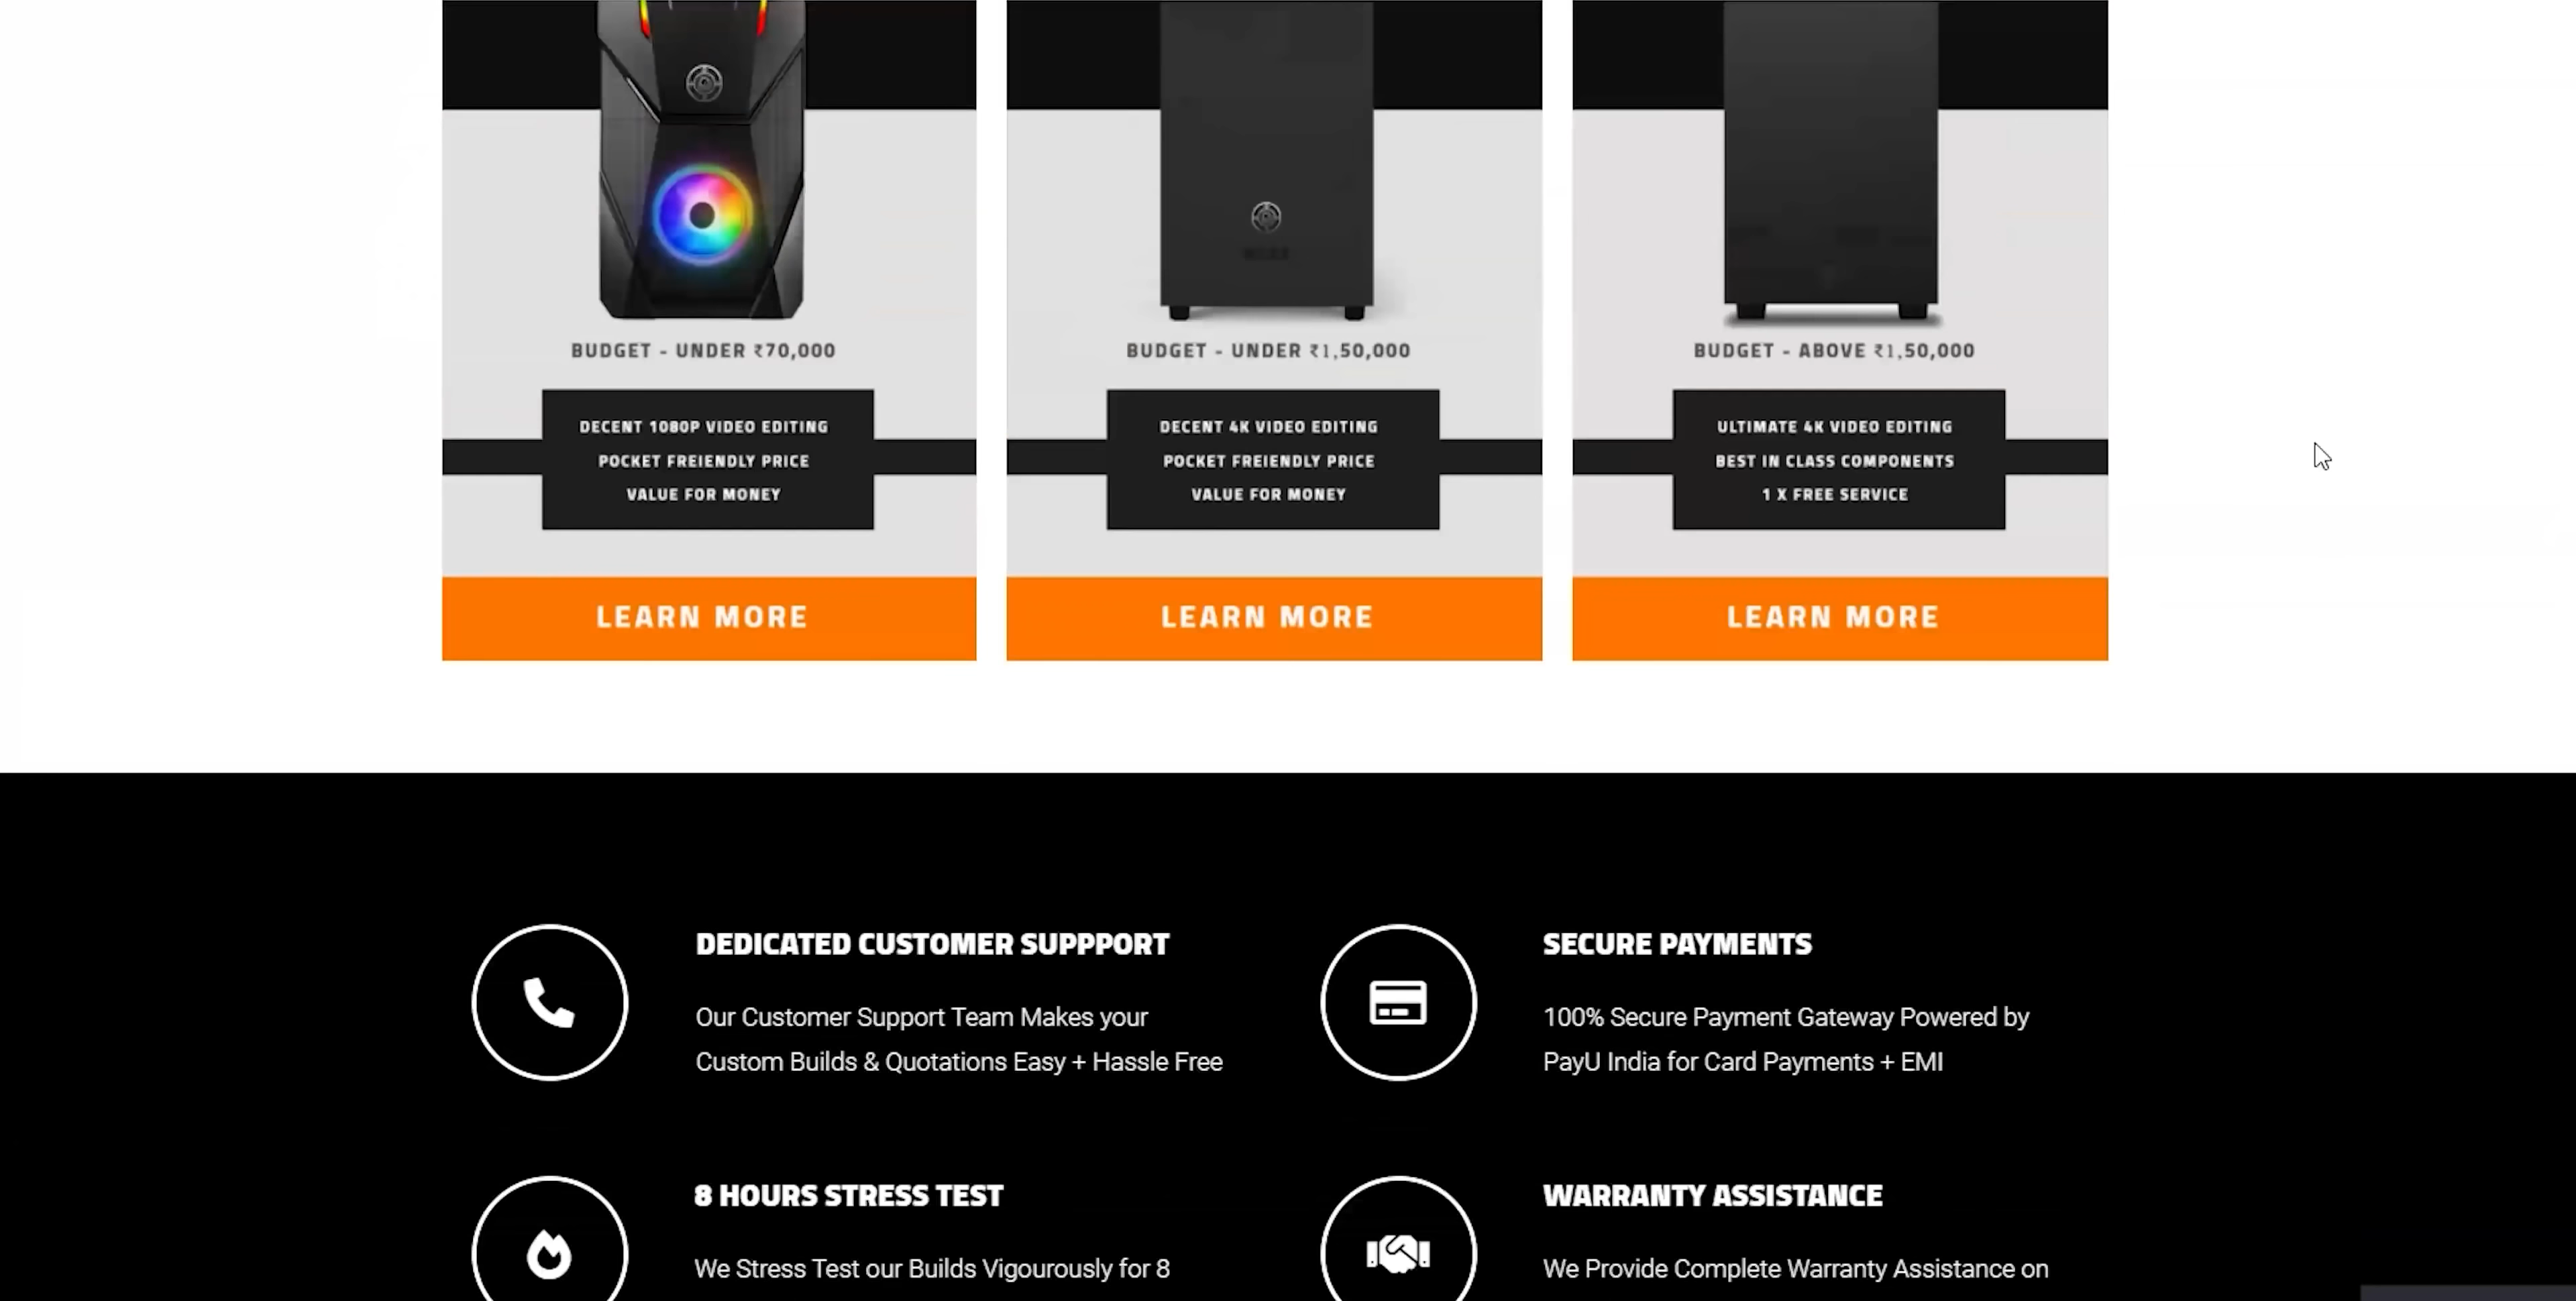 BUDGET - UNDER ₹70,000
DECENT 1080P VIDEO EDITING
POCKET FREIENDLY PRICE
VALUE FOR MONEY
LEARN MORE
BUDGET - UNDER ₹1,50,000
DECENT 4K VIDEO EDITING
POCKET FREIENDLY PRICE
VALUE FOR MONEY
LEARN MORE
BUDGET - ABOVE ₹1,50,000
ULTIMATE 4K VIDEO EDITING
BEST IN CLASS COMPONENTS
1 X FREE SERVICE
LEARN MORE
DEDICATED CUSTOMER SUPPPORT
Our Customer Support Team Makes your
Custom Builds & Quotations Easy + Hassle Free
SECURE PAYMENTS
100% Secure Payment Gateway Powered by
PayU India for Card Payments + EMI
8 HOURS STRESS TEST
We Stress Test our Builds Vigourously for 8
WARRANTY ASSISTANCE
We Provide Complete Warranty Assistance on